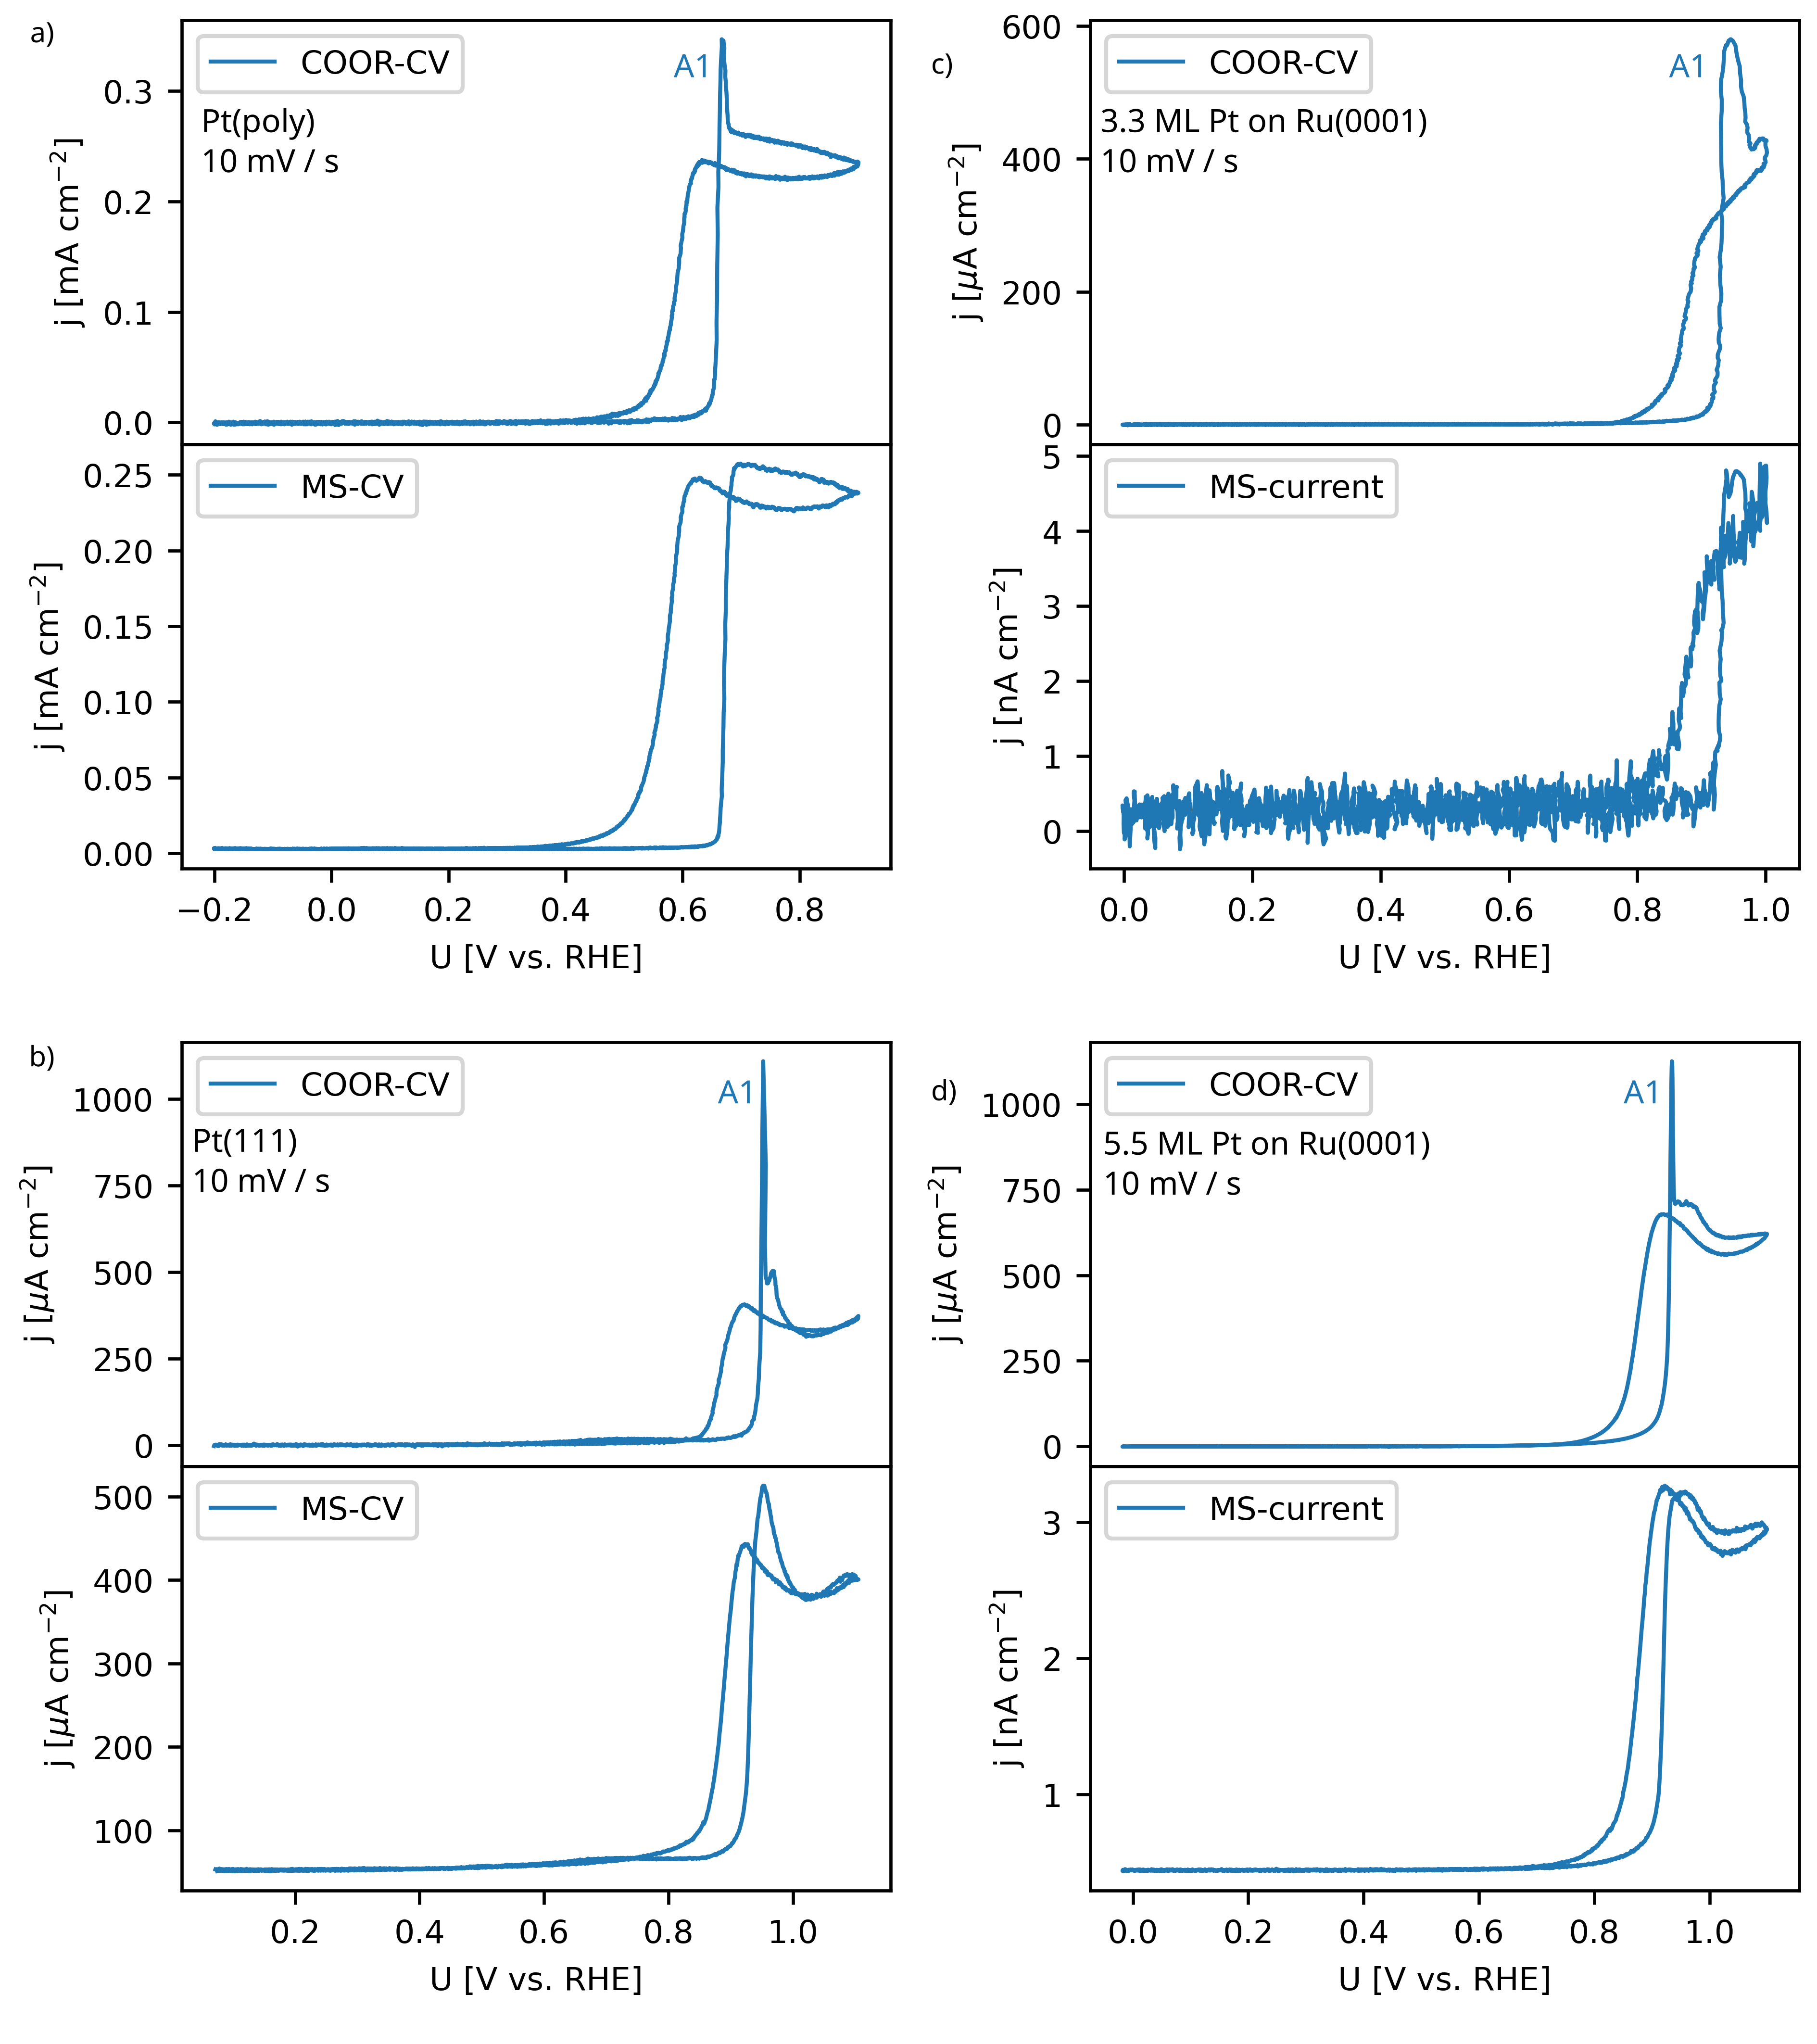 a)
COOR-CV
A1
Pt(poly)
10 mV / s
j [mA cm⁻²]
0.3
0.2
0.1
0.0
MS-CV
j [mA cm⁻²]
0.25
0.20
0.15
0.10
0.05
0.00
−0.2 0.0 0.2 0.4 0.6 0.8
U [V vs. RHE]
c)
COOR-CV
A1
3.3 ML Pt on Ru(0001)
10 mV / s
j [μA cm⁻²]
600
400
200
0
MS-current
j [nA cm⁻²]
5
4
3
2
1
0
0.0 0.2 0.4 0.6 0.8 1.0
U [V vs. RHE]
b)
COOR-CV
A1
Pt(111)
10 mV / s
j [μA cm⁻²]
1000
750
500
250
0
MS-CV
j [μA cm⁻²]
500
400
300
200
100
0.2 0.4 0.6 0.8 1.0
U [V vs. RHE]
d)
COOR-CV
A1
5.5 ML Pt on Ru(0001)
10 mV / s
j [μA cm⁻²]
1000
750
500
250
0
MS-current
j [nA cm⁻²]
3
2
1
0.0 0.2 0.4 0.6 0.8 1.0
U [V vs. RHE]